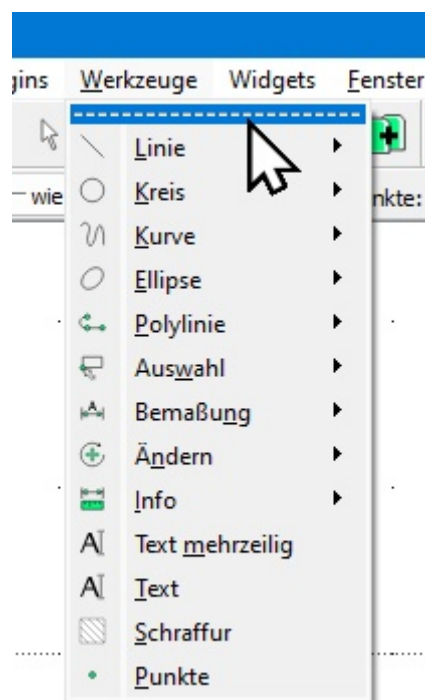 gins Werkzeuge Widgets Fenster
wie
nkte:
Linie
Kreis
Kurve
Ellipse
Polylinie
Auswahl
Bemaßung
Ändern
Info
Text mehrzeilig
Text
Schraffur
Punkte